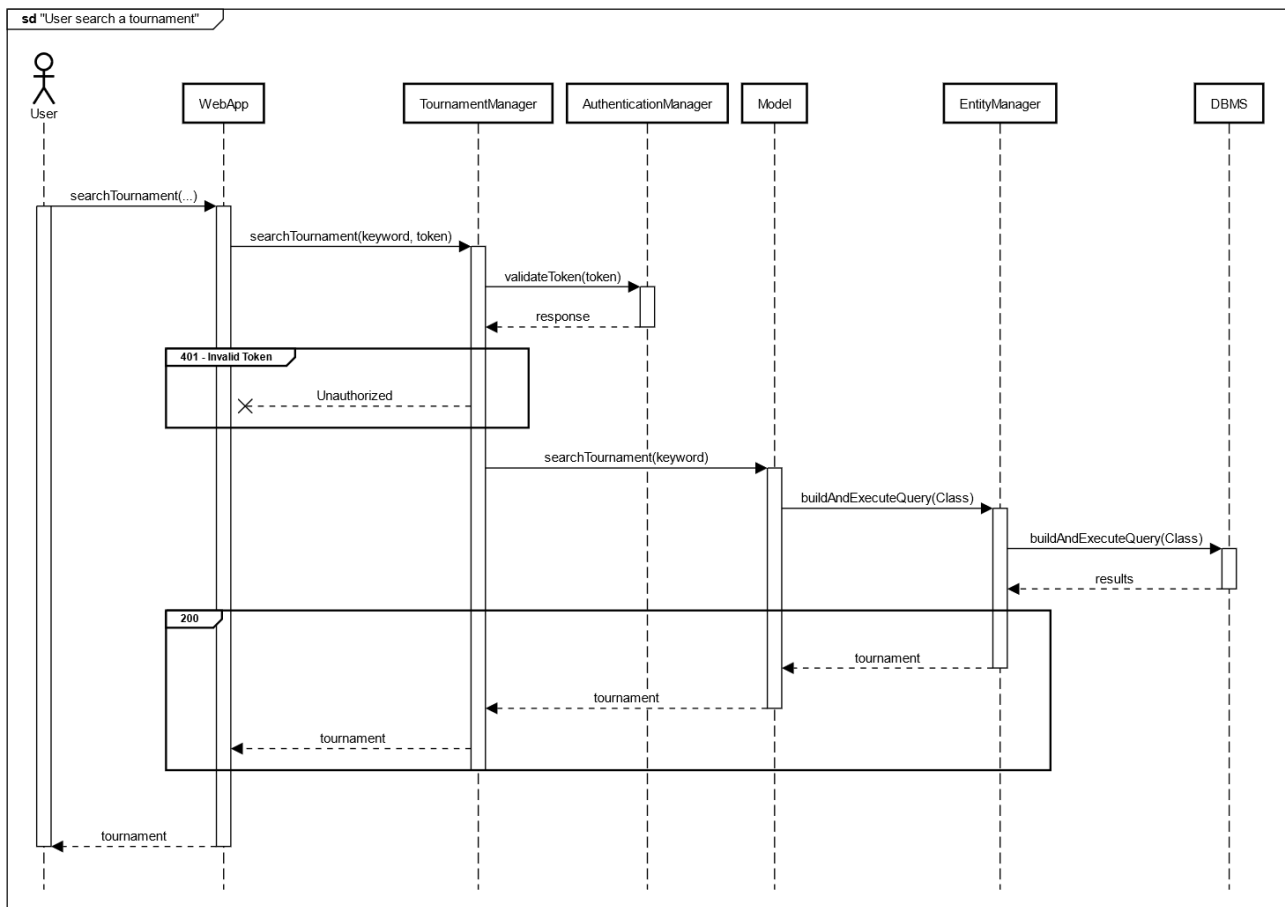 sd "User search a tournament"
User
WebApp
TournamentManager
AuthenticationManager
Model
EntityManager
DBMS
searchTournament(...)
searchTournament(keyword, token)
validateToken(token)
response
401 - Invalid Token
Unauthorized
searchTournament(keyword)
buildAndExecuteQuery(Class)
buildAndExecuteQuery(Class)
results
200
tournament
tournament
tournament
tournament